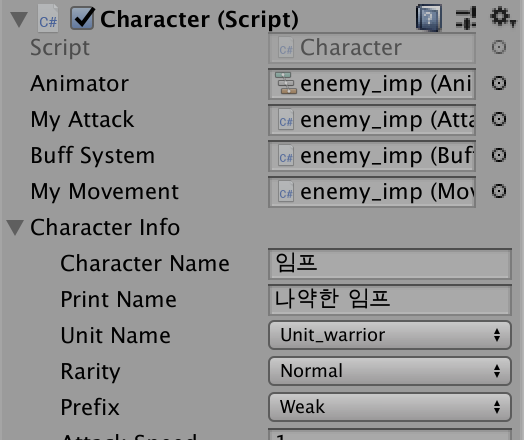 Character (Script)
Script C# Character
Animator enemy_imp (Ani
My Attack C# enemy_imp (Atta
Buff System C# enemy_imp (Buf
My Movement C# enemy_imp (Mov
Character Info
Character Name 임프
Print Name 나약한 임프
Unit Name Unit_warrior
Rarity Normal
Prefix Weak
Attack Speed 1